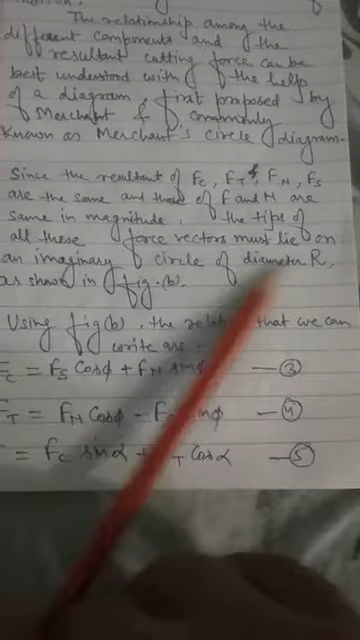 The relationship among the
different components and the
resultant cutting force can be
best understood with the help
of a diagram first proposed by
Merchant & commonly
known as Merchant's circle diagram.
Since the resultant of Fc, FT & FN, Fs
are the same and those of F and N are
same in magnitude, the tips of
all these force vectors must lie on
an imaginary circle of diameter R,
as shown in fig.(b).
Using fig(b), the that we can
write are
= Fs Cosϕ + FN sinϕ —③
T = FN Cosϕ - —④
= Fc sinα + T Cosα —⑤